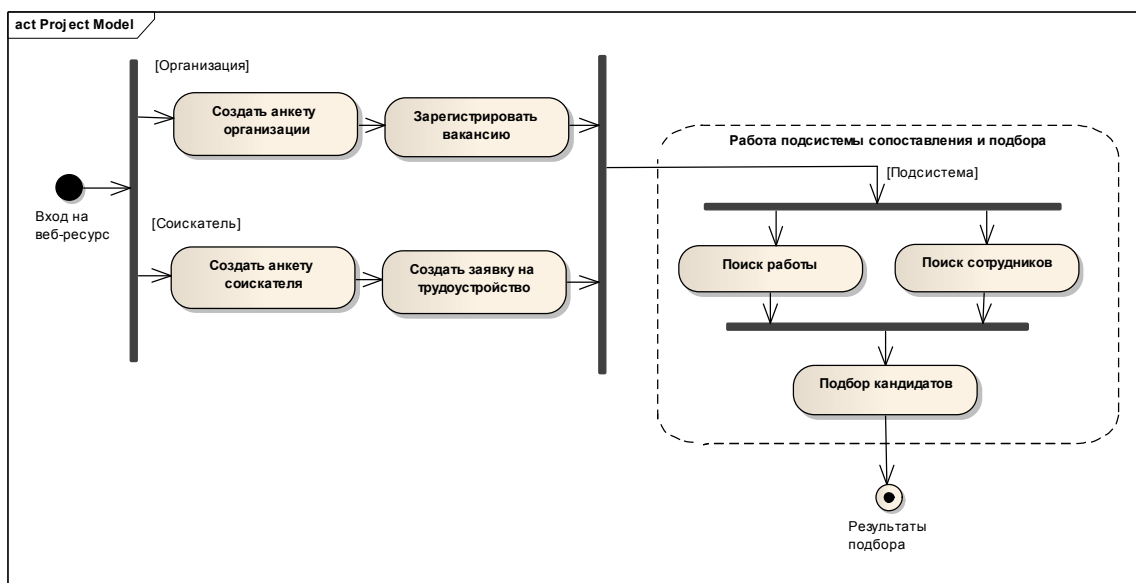 act Project Model
[Организация]
Создать анкету
организации
Зарегистрировать
вакансию
Вход на
веб-ресурс
[Соискатель]
Создать анкету
соискателя
Создать заявку на
трудоустройство
Работа подсистемы сопоставления и подбора
[Подсистема]
Поиск работы
Поиск сотрудников
Подбор кандидатов
Результаты
подбора